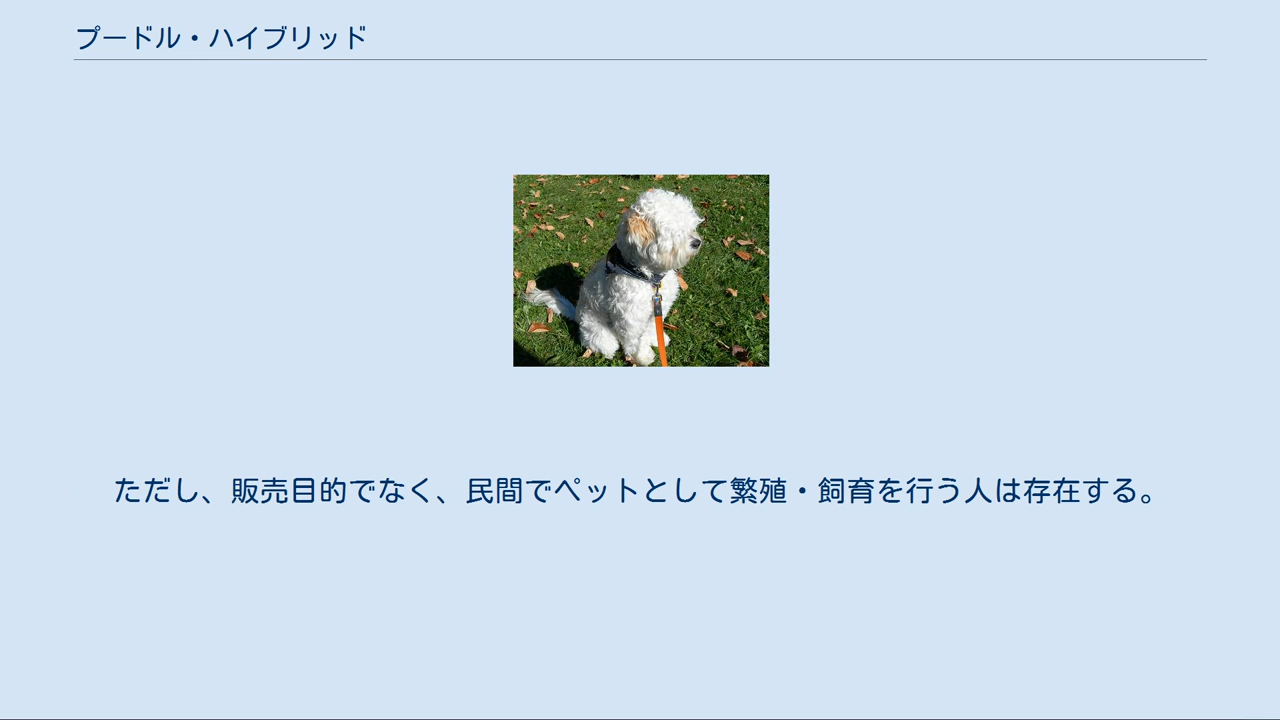 プードル・ハイブリッド
ただし、販売目的でなく、民間でペットとして繁殖・飼育を行う人は存在する。